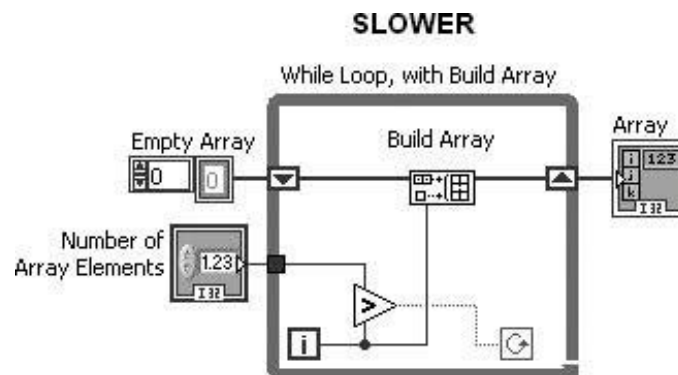 SLOWER
While Loop, with Build Array
Empty Array
0
0
Build Array
Array
i
j
k
123
I32
Number of
Array Elements
1.23
I32
>
i